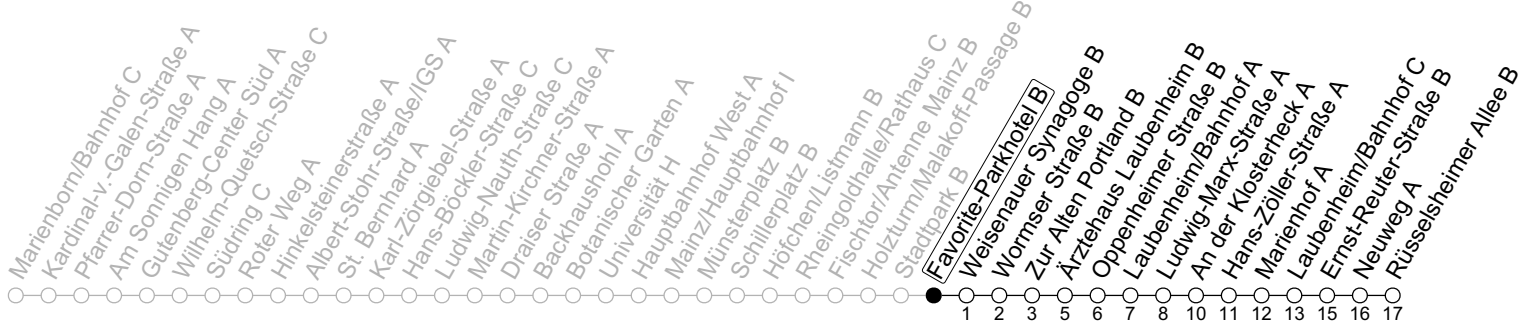 Marienborn/Bahnhof C
Kardinal-v.-Galen-Straße A
Pfarrer-Dorn-Straße A
Am Sonnigen Hang A
Gutenberg-Center Süd A
Wilhelm-Quetsch-Straße C
Südring C
Roter Weg A
Hinkelsteinerstraße A
Albert-Stohr-Straße/IGS A
St. Bernhard A
Karl-Zörgiebel-Straße A
Hans-Böckler-Straße C
Ludwig-Nauth-Straße C
Martin-Kirchner-Straße A
Draiser Straße A
Backhaushohl A
Botanischer Garten A
Universität H
Hauptbahnhof West A
Mainz/Hauptbahnhof I
Münsterplatz B
Schillerplatz B
Höfchen/Listmann B
Rheingoldhalle/Rathaus C
Fischtor/Antenne Mainz B
Holzturm/Malakoff-Passage B
Stadtpark B
Favorite-Parkhotel B
Weisenauer Synagoge B
Wormser Straße B
Zur Alten Portland B
Ärztehaus Laubenheim B
Oppenheimer Straße B
Laubenheim/Bahnhof A
Ludwig-Marx-Straße A
An der Klosterheck A
Hans-Zöller-Straße A
Marienhof A
Laubenheim/Bahnhof C
Ernst-Reuter-Straße B
Neuweg A
Rüsselsheimer Allee B
1 2 3 5 6 7 8 10 11 12 13 15 16 17